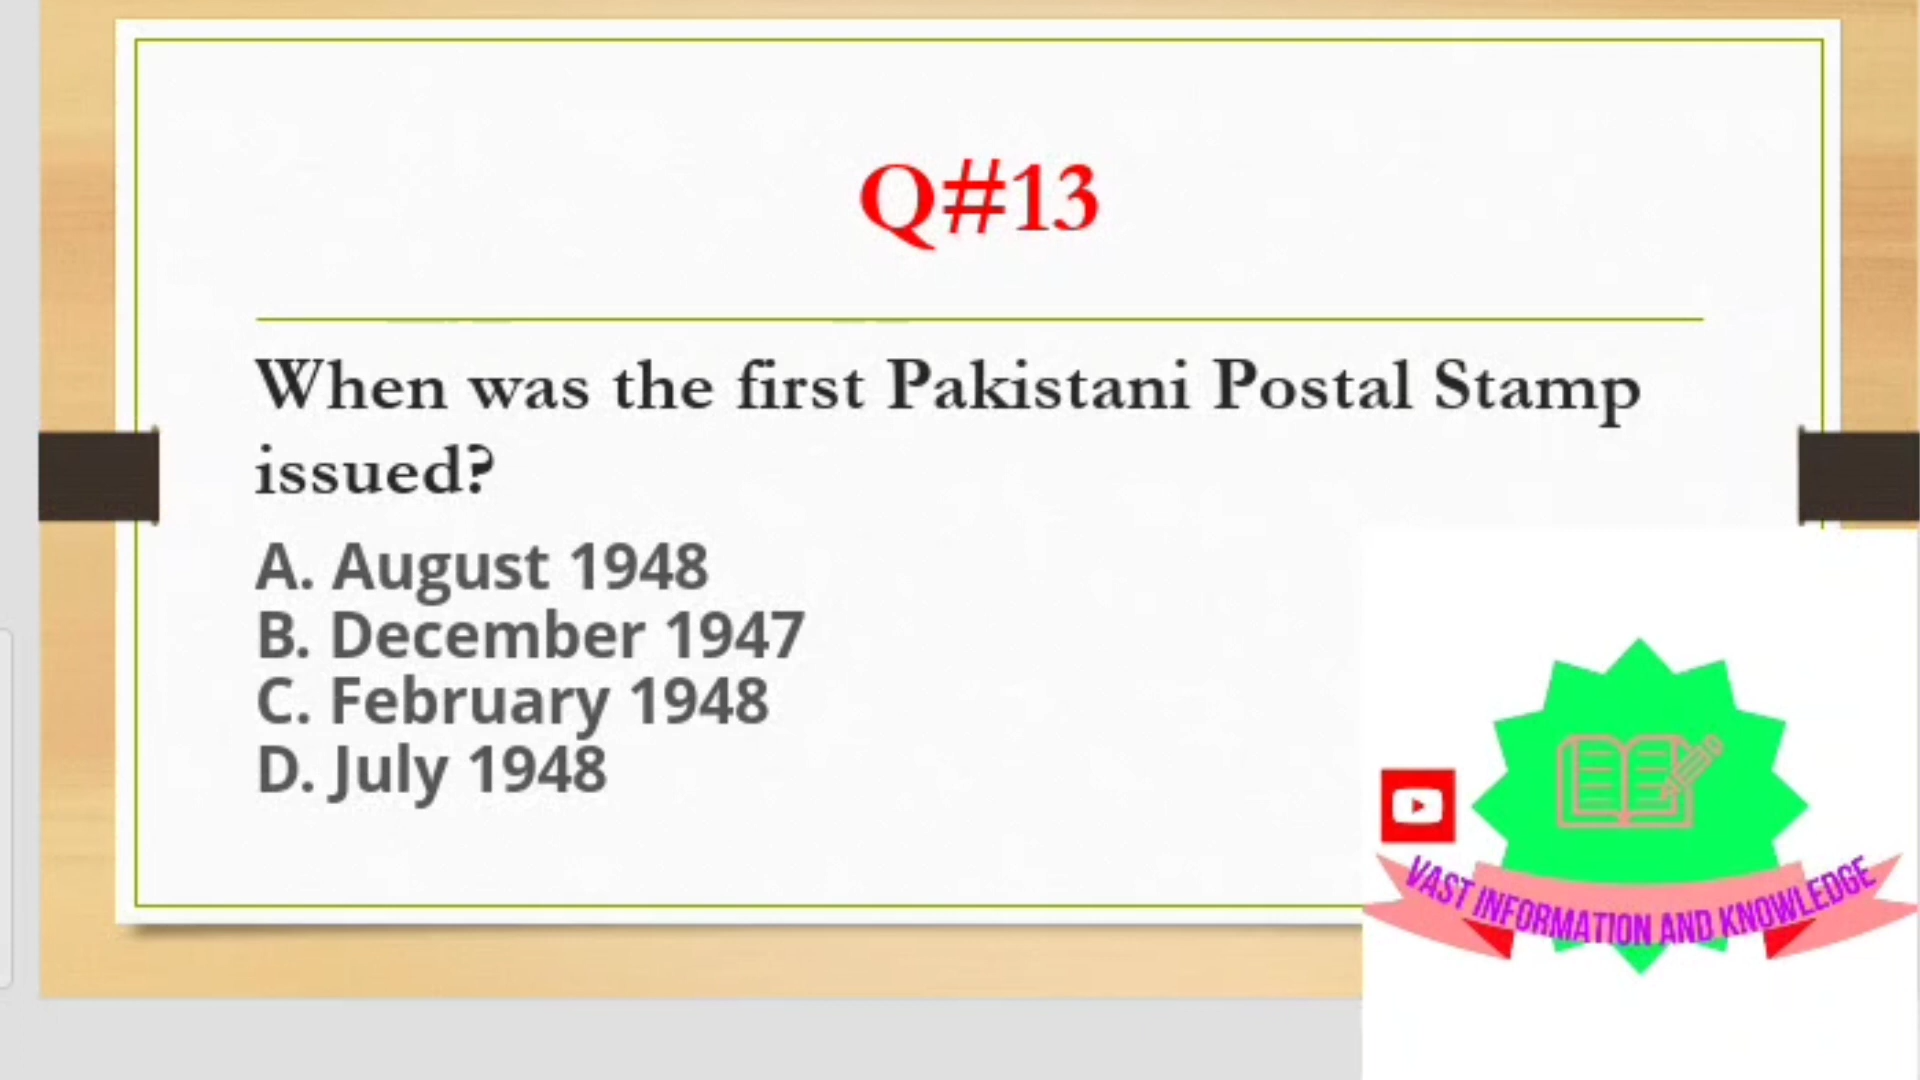 Q#13
When was the first Pakistani Postal Stamp
issued?
A. August 1948
B. December 1947
C. February 1948
D. July 1948
VAST INFORMATION AND KNOWLEDGE